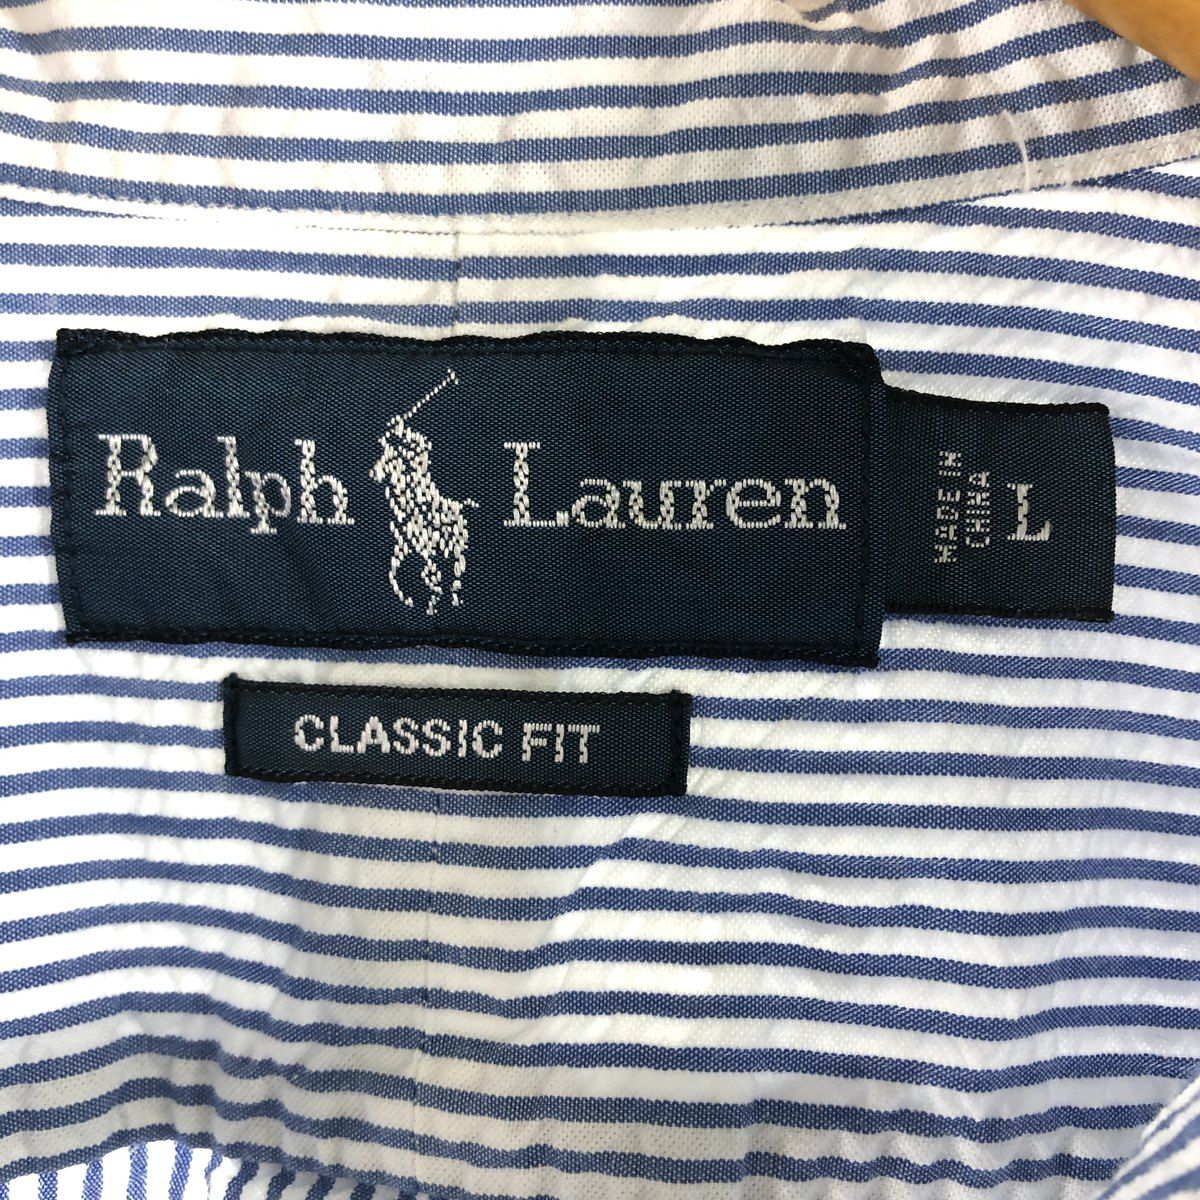 Ralph Lauren
MADE IN
CHINA
L
CLASSIC FIT